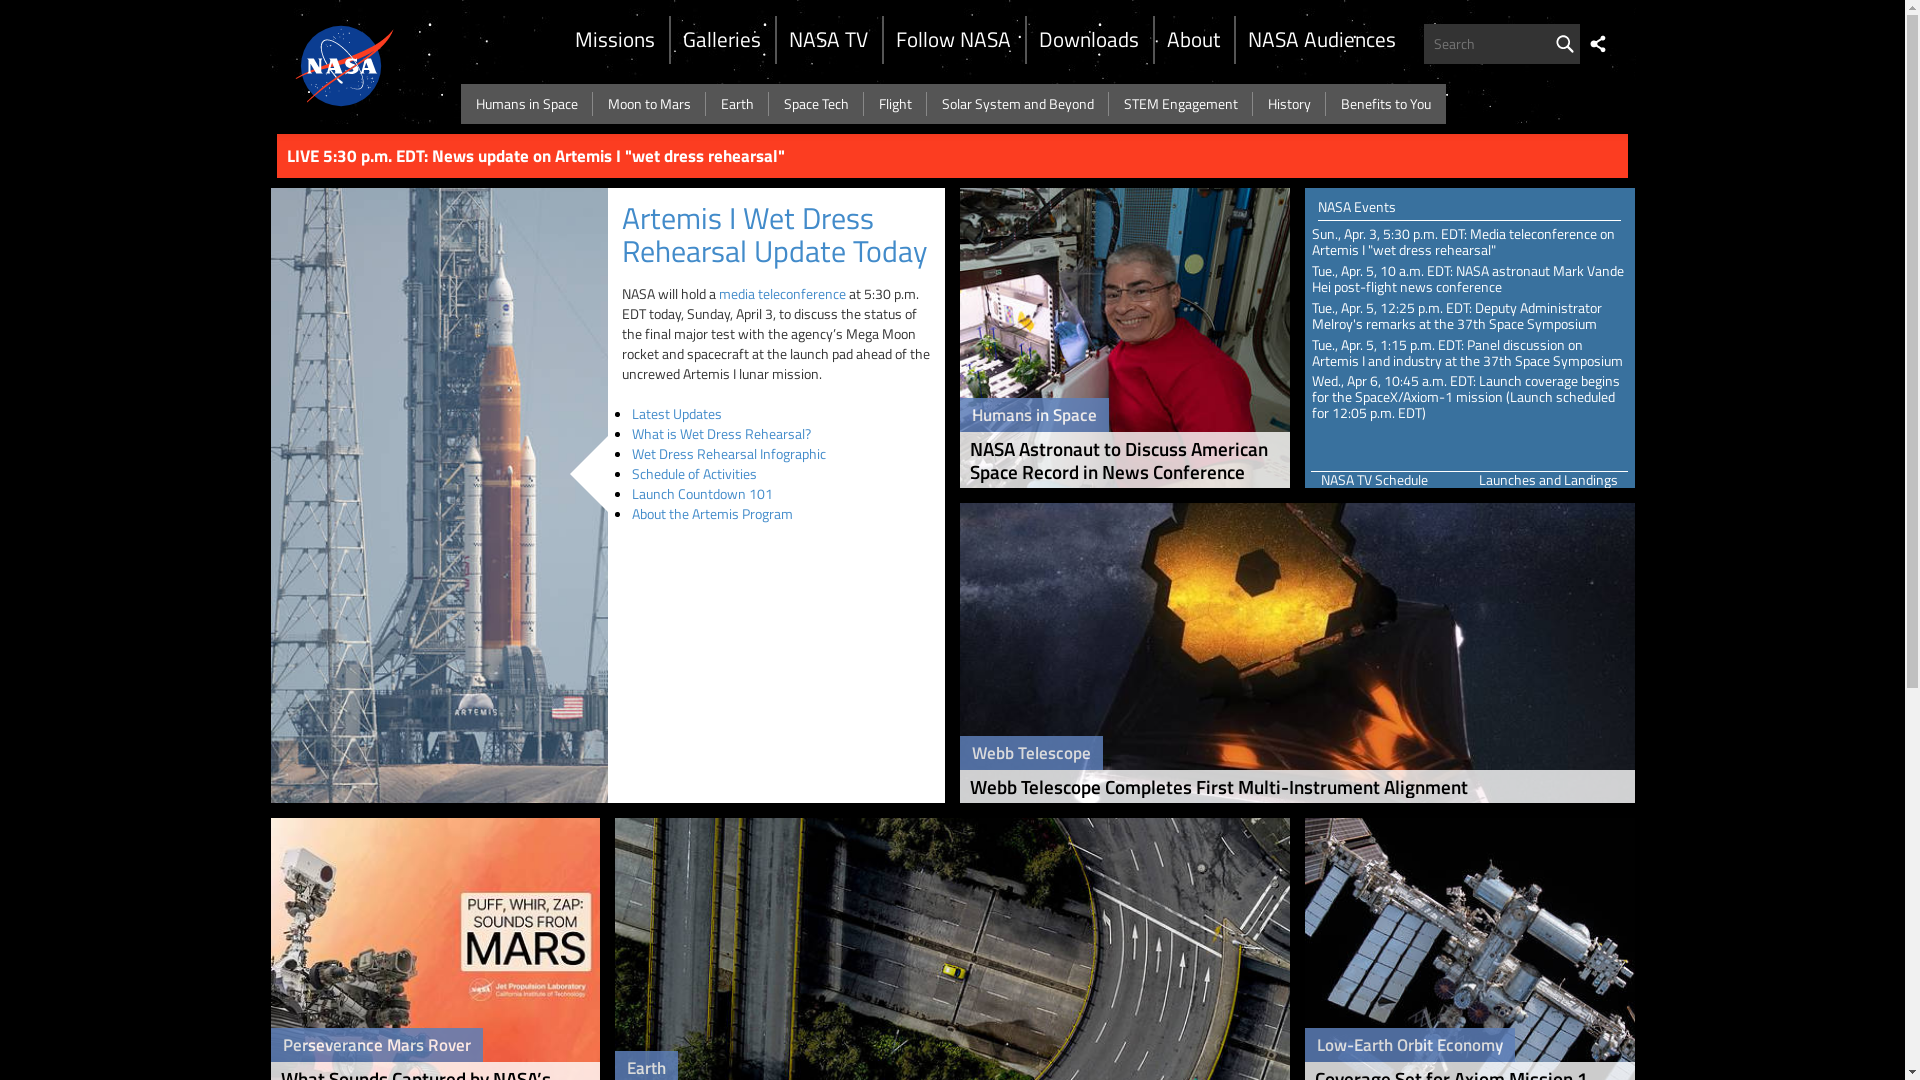 NASA
Missions
Galleries
NASA TV
Follow NASA
Downloads
About
NASA Audiences
Search
Humans in Space
Moon to Mars
Earth
Space Tech
Flight
Solar System and Beyond
STEM Engagement
History
Benefits to You
LIVE 5:30 p.m. EDT: News update on Artemis I "wet dress rehearsal"
ARTEMIS
Artemis I Wet Dress
Rehearsal Update Today
NASA will hold a media teleconference at 5:30 p.m.
EDT today, Sunday, April 3, to discuss the status of
the final major test with the agency’s Mega Moon
rocket and spacecraft at the launch pad ahead of the
uncrewed Artemis I lunar mission.
Latest Updates
What is Wet Dress Rehearsal?
Wet Dress Rehearsal Infographic
Schedule of Activities
Launch Countdown 101
About the Artemis Program
Humans in Space
NASA Astronaut to Discuss American
Space Record in News Conference
NASA Events
Sun., Apr. 3, 5:30 p.m. EDT: Media teleconference on
Artemis I "wet dress rehearsal"
Tue., Apr. 5, 10 a.m. EDT: NASA astronaut Mark Vande
Hei post-flight news conference
Tue., Apr. 5, 12:25 p.m. EDT: Deputy Administrator
Melroy's remarks at the 37th Space Symposium
Tue., Apr. 5, 1:15 p.m. EDT: Panel discussion on
Artemis I and industry at the 37th Space Symposium
Wed., Apr 6, 10:45 a.m. EDT: Launch coverage begins
for the SpaceX/Axiom-1 mission (Launch scheduled
for 12:05 p.m. EDT)
NASA TV Schedule
Launches and Landings
Webb Telescope
Webb Telescope Completes First Multi-Instrument Alignment
PUFF, WHIR, ZAP:
SOUNDS FROM
MARS
Jet Propulsion Laboratory
California Institute of Technology
Perseverance Mars Rover
What Sounds Captured by NASA’s
Earth
Low-Earth Orbit Economy
Coverage Set for Axiom Mission 1